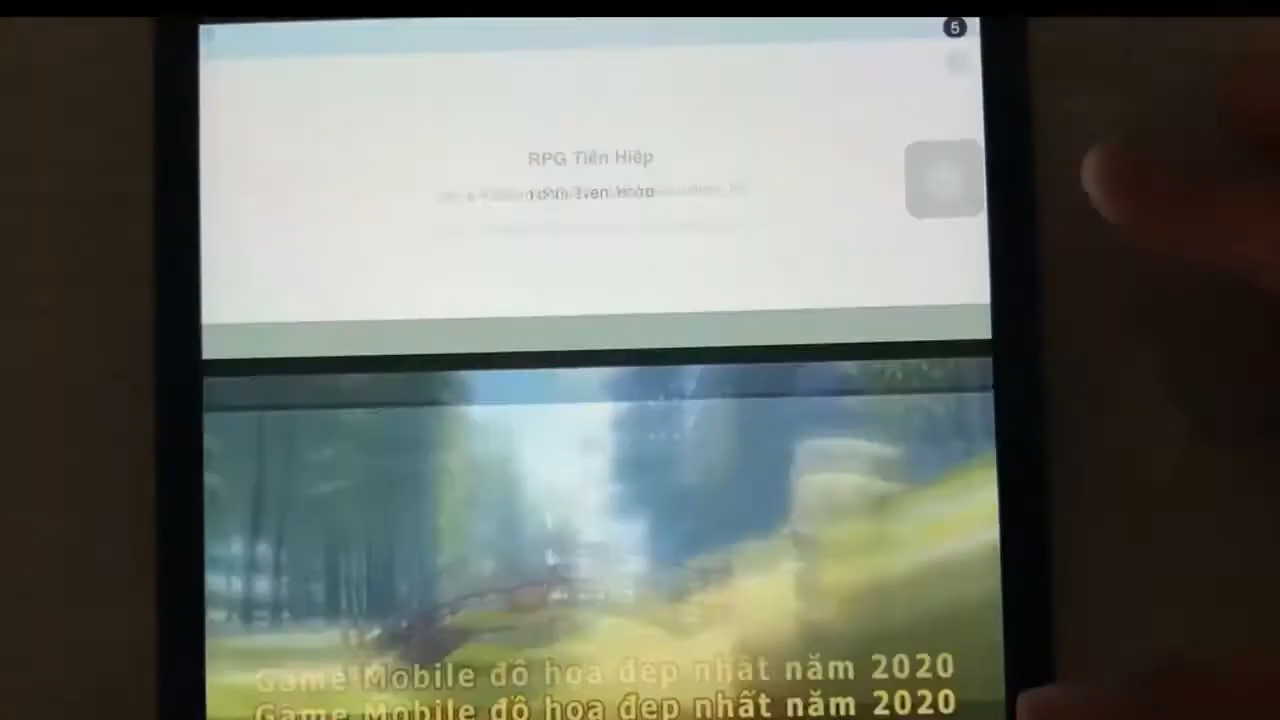 5
RPG Tiên Hiệp
Game Mobile đồ họa đẹp nhất năm 2020
Game Mobile đồ họa đẹp nhất năm 2020